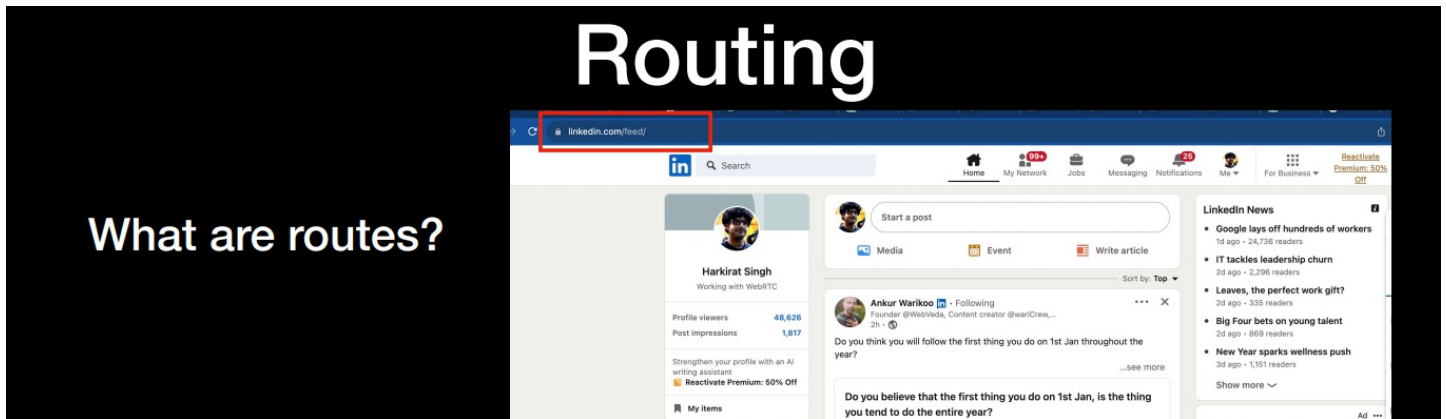 Routing
What are routes?
linkedin.com/feed/
in
Search
Home
99+
My Network
Jobs
Messaging
25
Notifications
Me
For Business
Reactivate
Premium: 50%
Off
Harkirat Singh
Working with WebRTC
Profile viewers 48,626
Post impressions 1,817
Strengthen your profile with an AI
writing assistant
Reactivate Premium: 50% Off
My items
Start a post
Media
Event
Write article
Sort by: Top
Ankur Warikoo in • Following
Founder @WebVeda, Content creator @wariCrew,...
2h •
Do you think you will follow the first thing you do on 1st Jan throughout the
year?
...see more
Do you believe that the first thing you do on 1st Jan, is the thing
you tend to do the entire year?
LinkedIn News
• Google lays off hundreds of workers
1d ago • 24,736 readers
• IT tackles leadership churn
2d ago • 2,296 readers
• Leaves, the perfect work gift?
2d ago • 335 readers
• Big Four bets on young talent
2d ago • 869 readers
• New Year sparks wellness push
3d ago • 1,151 readers
Show more
Ad